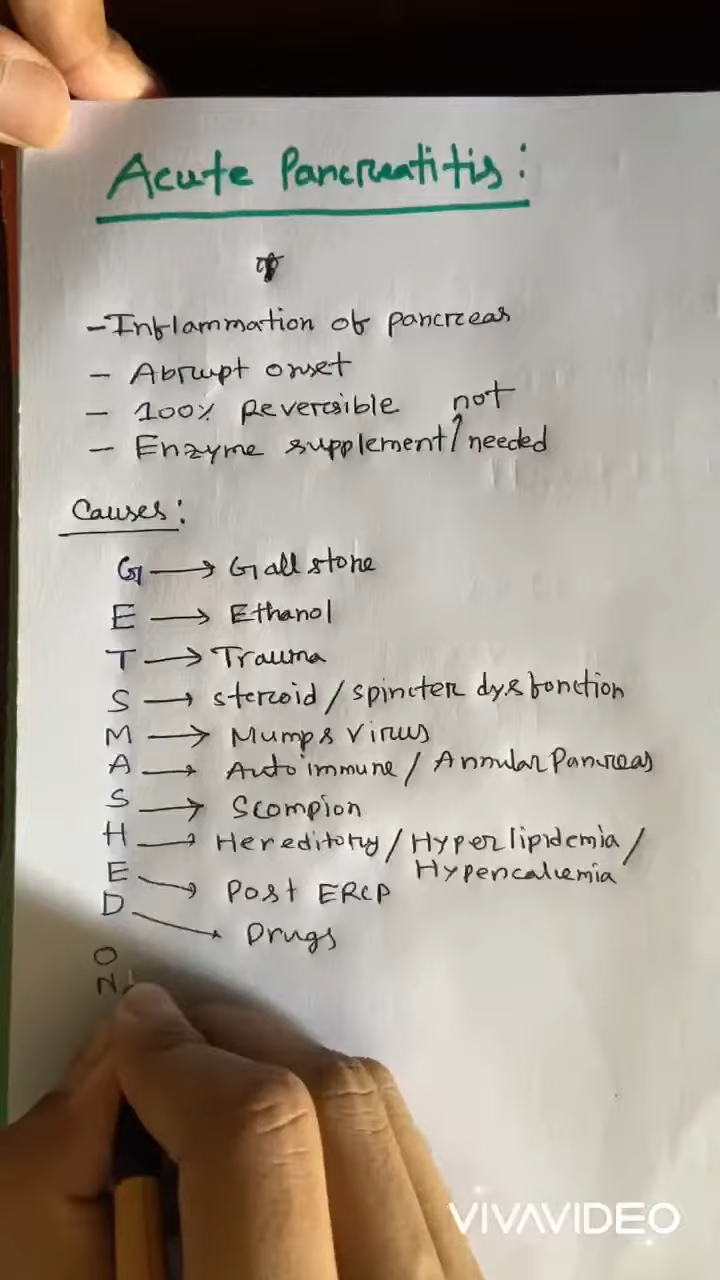 Acute Pancreatitis:
- Inflammation of pancreas
- Abrupt onset
- 100% Reversible
not
- Enzyme supplement needed
Causes:
G → Gall stone
E → Ethanol
T → Trauma
S → steroid / spincter dysfonction
M → Mumps virus
A → Autoimmune / Annular Pancreas
S → Scompion
H → Hereditory / Hyperlipidemia /
Hypercalcemia
E → Post ERCP
D → Drugs
O
N
VIVAVIDEO